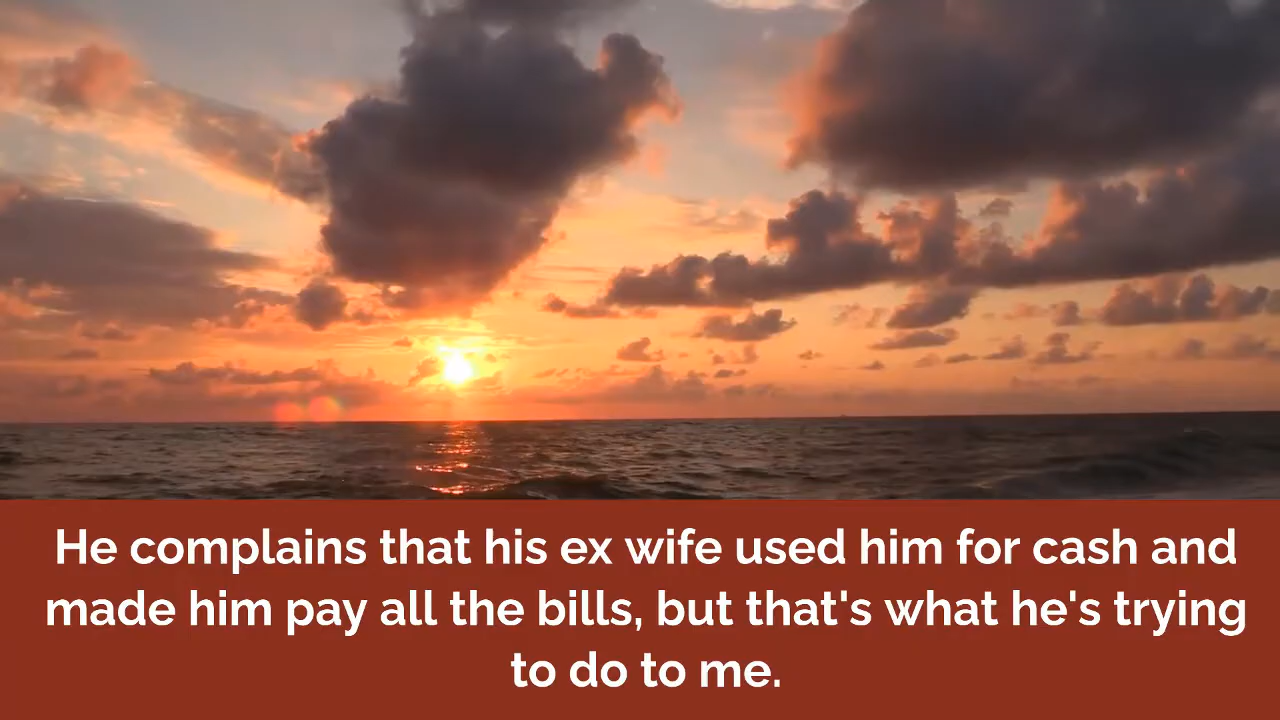 He complains that his ex wife used him for cash and
made him pay all the bills, but that's what he's trying
to do to me.